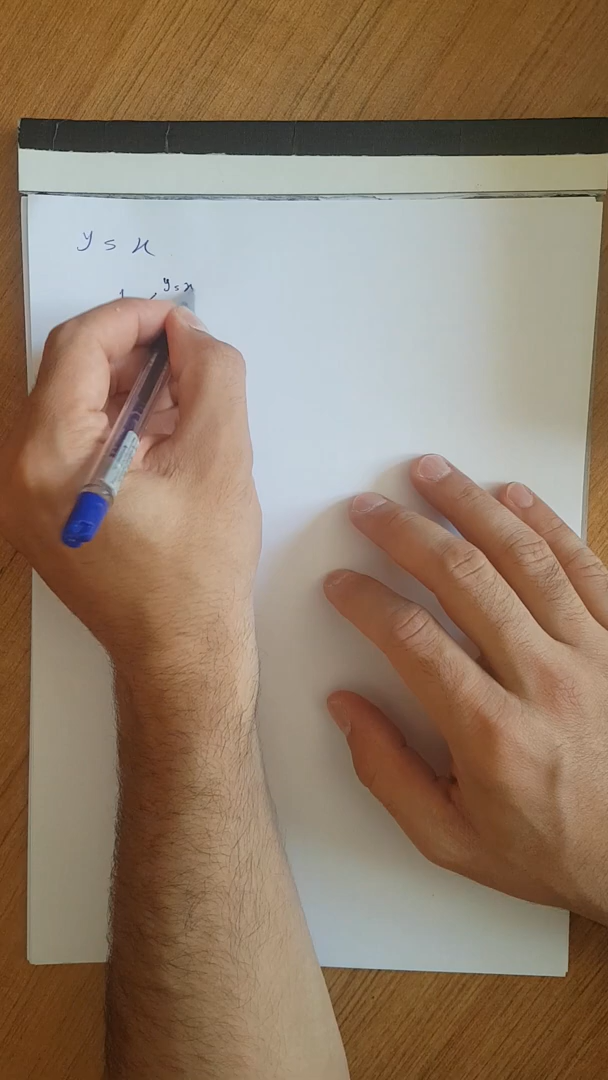 y = x
y = x